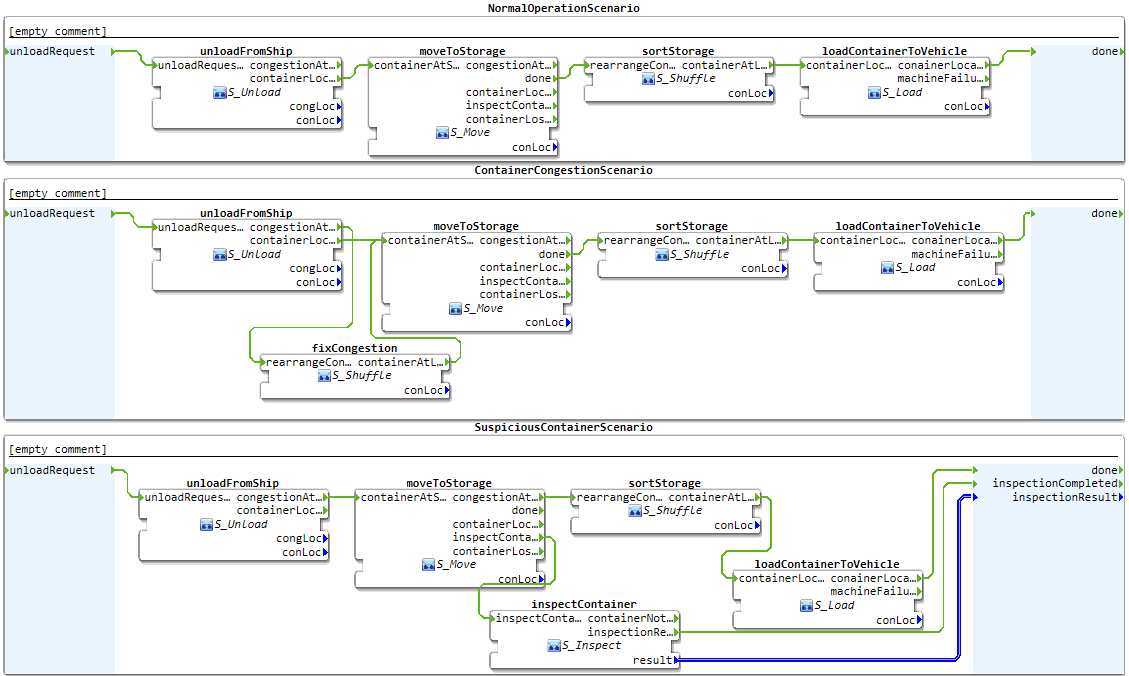 NormalOperationScenario
[empty comment]
unloadRequest done
unloadFromShip moveToStorage sortStorage loadContainerToVehicle
unloadReques… congestionAt… containerAtS… congestionAt… rearrangeCon… containerAtL… containerLoc… conainerLoca…
containerLoc… done S_Shuffle machineFailu…
S_Unload containerLoc… conLoc S_Load
congLoc inspectConta… conLoc
conLoc containerLos…
S_Move
conLoc
ContainerCongestionScenario
[empty comment]
unloadRequest done
unloadFromShip
unloadReques… congestionAt… moveToStorage sortStorage loadContainerToVehicle
containerLoc… containerAtS… congestionAt… rearrangeCon… containerAtL… containerLoc… conainerLoca…
S_Unload done S_Shuffle machineFailu…
congLoc containerLoc… conLoc S_Load
conLoc inspectConta… conLoc
containerLos…
S_Move
conLoc
fixCongestion
rearrangeCon… containerAtL…
S_Shuffle
conLoc
SuspiciousContainerScenario
[empty comment]
unloadRequest done
unloadFromShip moveToStorage sortStorage inspectionCompleted
unloadReques… congestionAt… containerAtS… congestionAt… rearrangeCon… containerAtL… inspectionResult
containerLoc… done S_Shuffle
S_Unload containerLoc… conLoc
congLoc inspectConta…
conLoc containerLos…
S_Move loadContainerToVehicle
conLoc containerLoc… conainerLoca…
machineFailu…
inspectContainer S_Load
inspectConta… containerNot… conLoc
inspectionRe…
S_Inspect
result